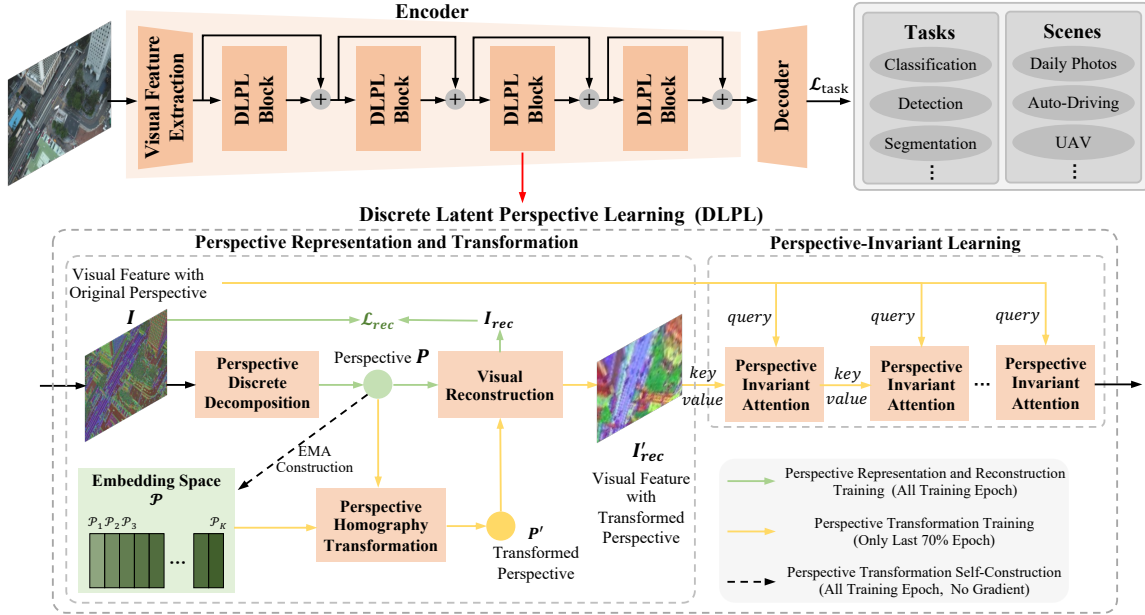 Encoder
Visual Feature
Extraction
DLPL
Block
+
DLPL
Block
+
DLPL
Block
+
DLPL
Block
+
Decoder
ℒtask
Tasks
Classification
Detection
Segmentation
⋮
Scenes
Daily Photos
Auto-Driving
UAV
⋮
Discrete Latent Perspective Learning (DLPL)
Perspective Representation and Transformation
Visual Feature with
Original Perspective
I
ℒrec
Irec
Perspective
Discrete
Decomposition
Perspective P
Visual
Reconstruction
EMA
Construction
Embedding Space
𝒫
𝒫1 𝒫2 𝒫3 𝒫K
...
Perspective
Homography
Transformation
P′
Transformed
Perspective
I′rec
Visual Feature
with
Transformed
Perspective
Perspective-Invariant Learning
query
query
query
key
value
Perspective
Invariant
Attention
key
value
Perspective
Invariant
Attention
...
Perspective
Invariant
Attention
Perspective Representation and Reconstruction
Training (All Training Epoch)
Perspective Transformation Training
(Only Last 70% Epoch)
Perspective Transformation Self-Construction
(All Training Epoch, No Gradient)